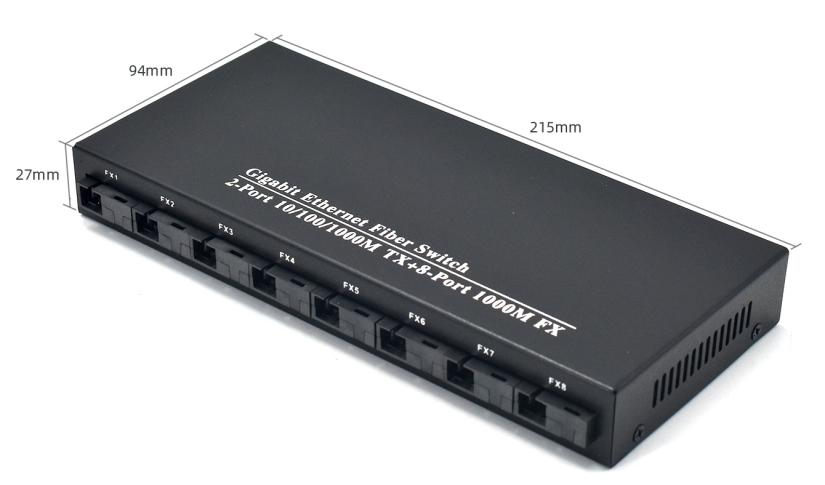 94mm
215mm
27mm
FX1
FX2
FX3
FX4
FX5
FX6
FX7
FX8
Gigabit Ethernet Fiber Switch
2-Port 10/100/1000M TX+8-Port 1000M FX